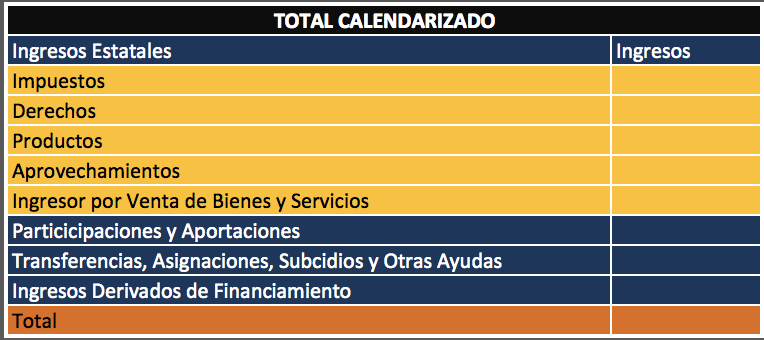 TOTAL CALENDARIZADO
Ingresos Estatales Ingresos
Impuestos
Derechos
Productos
Aprovechamientos
Ingresor por Venta de Bienes y Servicios
Particicipaciones y Aportaciones
Transferencias, Asignaciones, Subcidios y Otras Ayudas
Ingresos Derivados de Financiamiento
Total